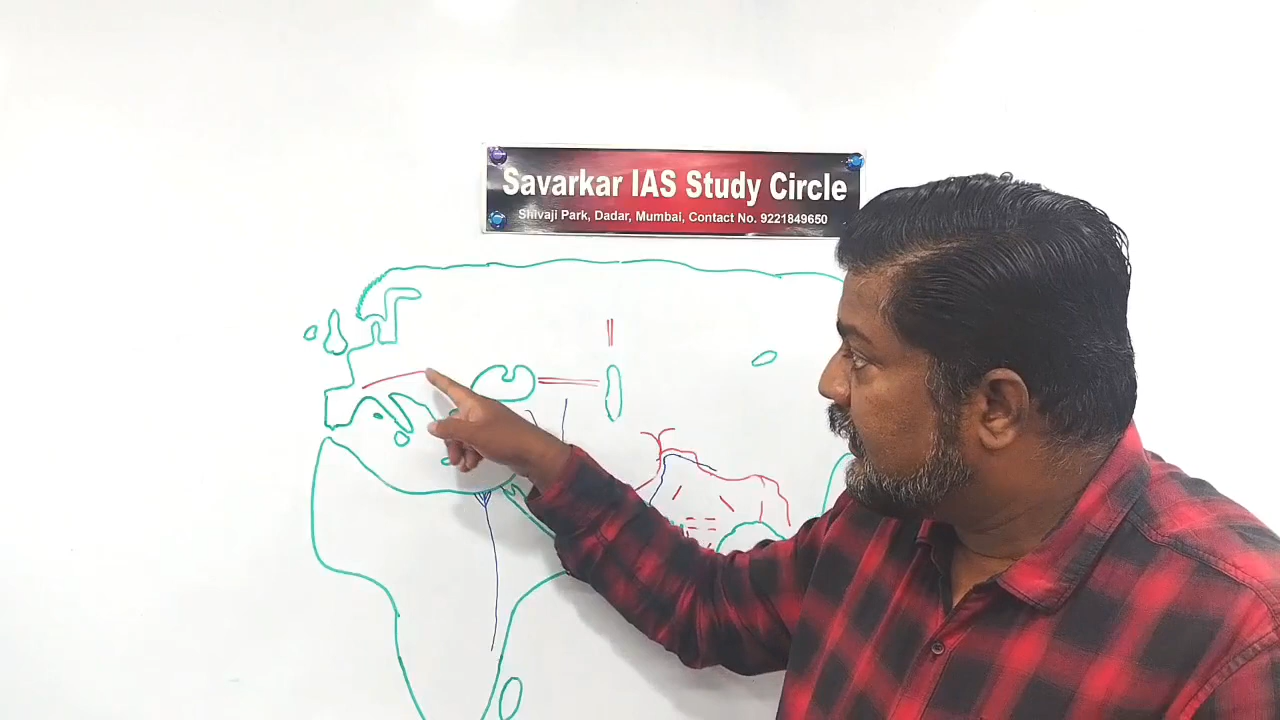 Savarkar IAS Study Circle
Shivaji Park, Dadar, Mumbai, Contact No. 9221849650